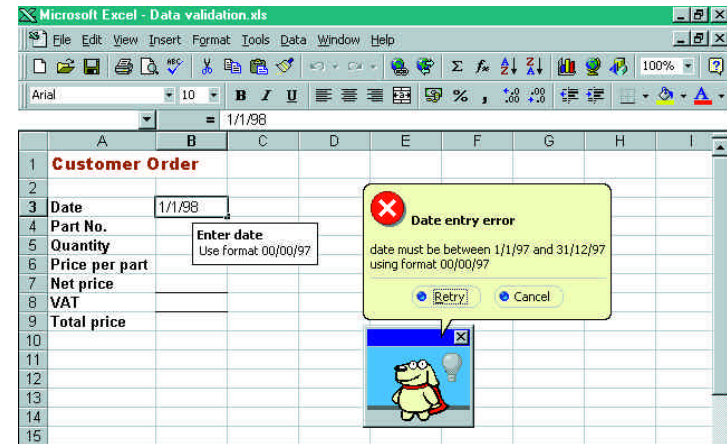 Microsoft Excel - Data validation.xls
File Edit View Insert Format Tools Data Window Help
ABC Σ fx 100%
Arial 10 B I U % ,
= 1/1/98
A B C D E F G H I
1 Customer Order
2
3 Date 1/1/98
4 Part No.
5 Quantity
6 Price per part
7 Net price
8 VAT
9 Total price
10
11
12
13
14
15
Enter date
Use format 00/00/97
Date entry error
date must be between 1/1/97 and 31/12/97
using format 00/00/97
Retry Cancel